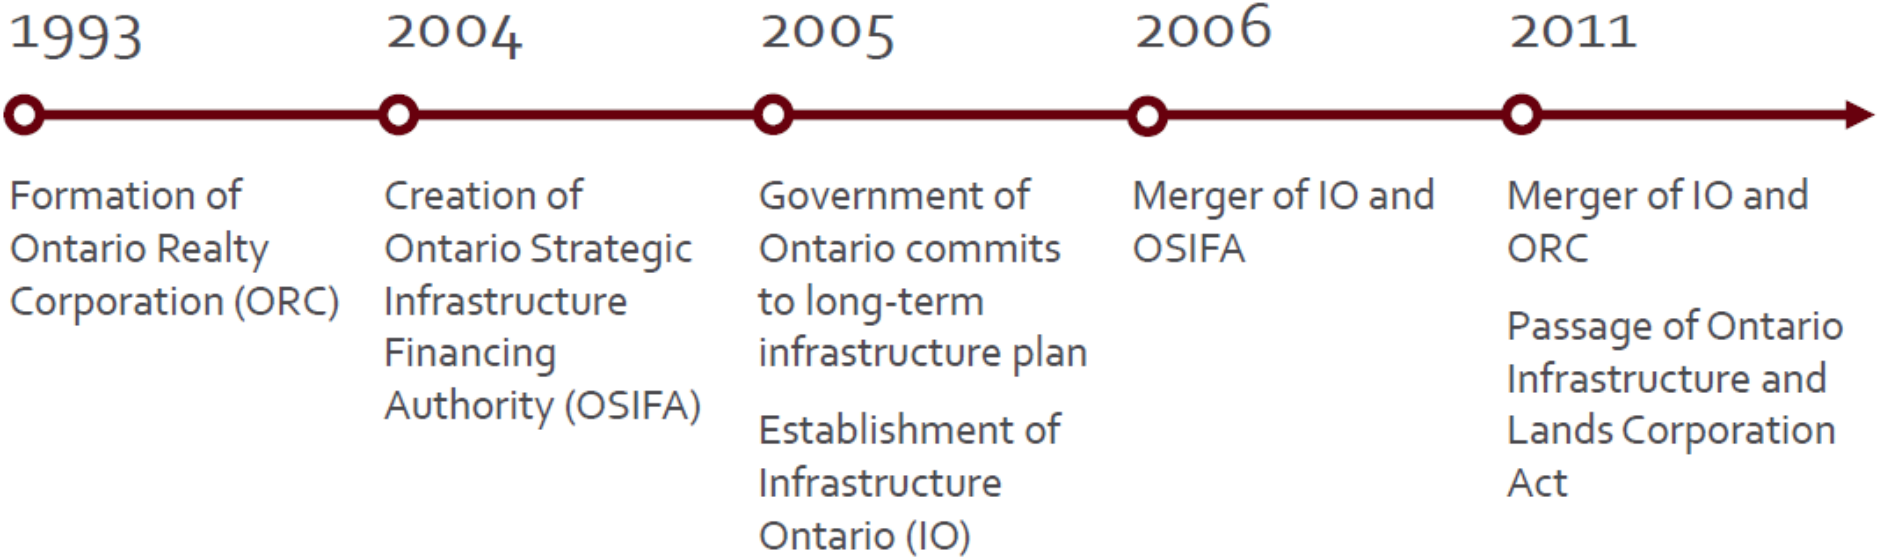 1993
Formation of
Ontario Realty
Corporation (ORC)
2004
Creation of
Ontario Strategic
Infrastructure
Financing
Authority (OSIFA)
2005
Government of
Ontario commits
to long-term
infrastructure plan
Establishment of
Infrastructure
Ontario (IO)
2006
Merger of IO and
OSIFA
2011
Merger of IO and
ORC
Passage of Ontario
Infrastructure and
Lands Corporation
Act